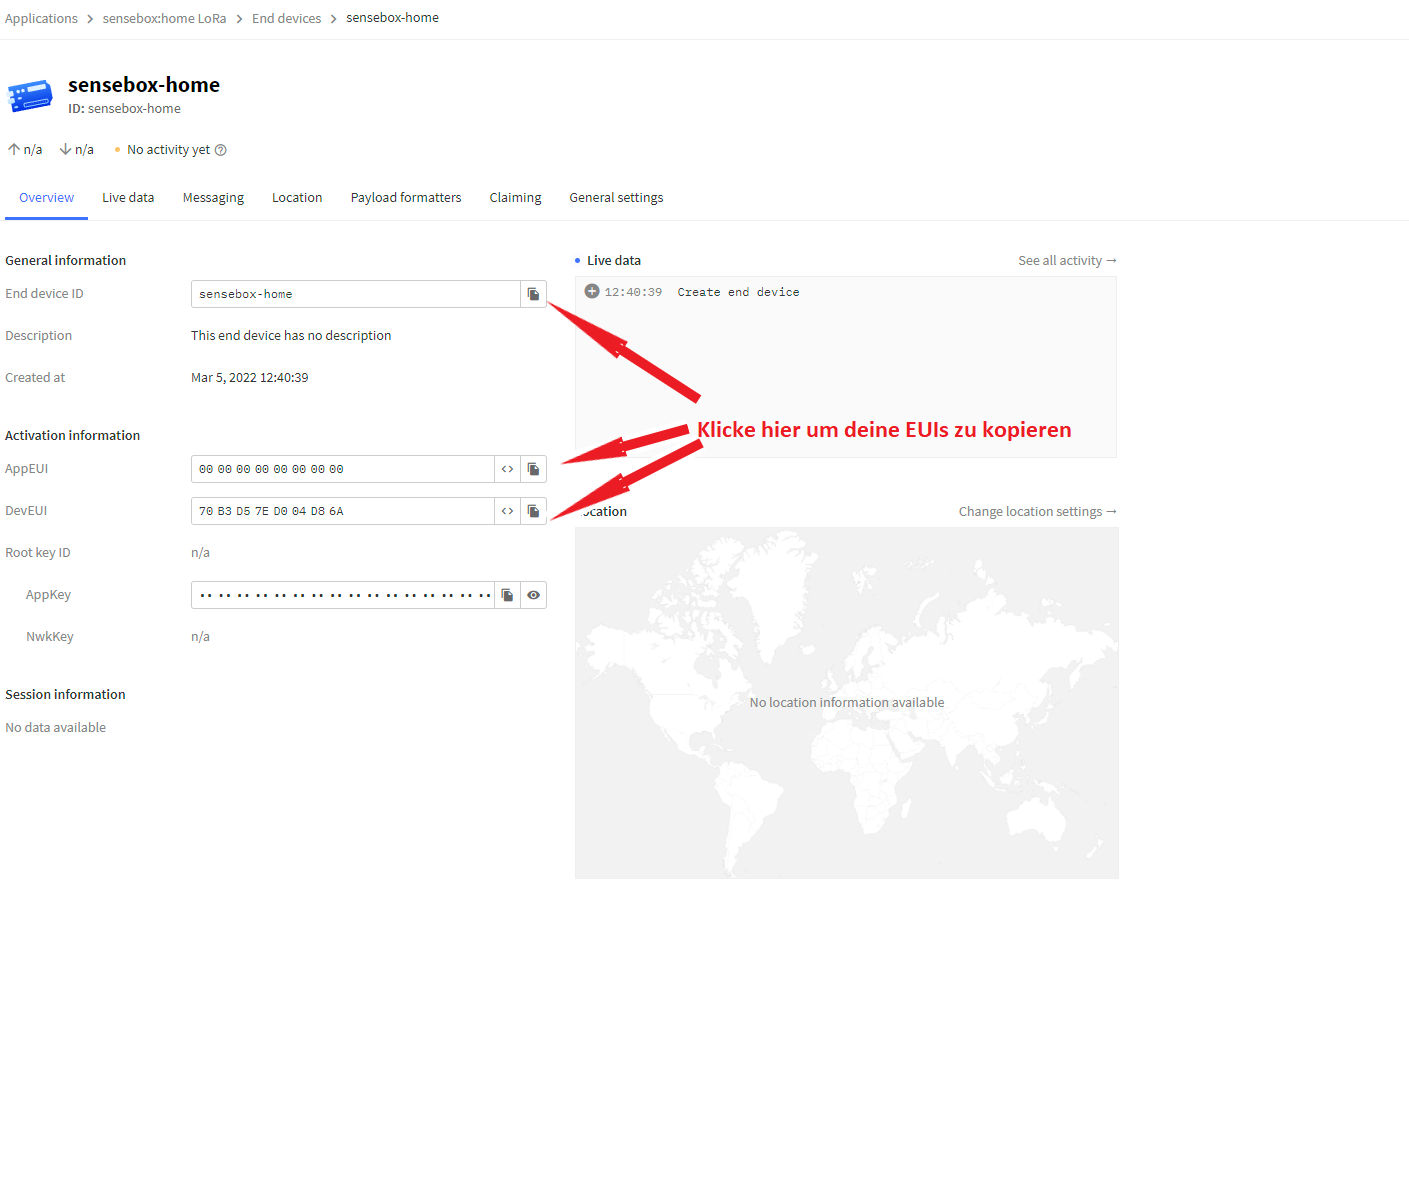 Applications > sensebox:home LoRa > End devices > sensebox-home
sensebox-home
ID: sensebox-home
n/a n/a No activity yet
Overview Live data Messaging Location Payload formatters Claiming General settings
General information
End device ID sensebox-home
Description This end device has no description
Created at Mar 5, 2022 12:40:39
Activation information
AppEUI 00 00 00 00 00 00 00 00 <>
DevEUI 70 B3 D5 7E D0 04 D8 6A <>
Root key ID n/a
AppKey •• •• •• •• •• •• •• •• •• •• •• •• •• •• •• ••
NwkKey n/a
Session information
No data available
Live data See all activity →
12:40:39 Create end device
Klicke hier um deine EUIs zu kopieren
ocation Change location settings →
No location information available